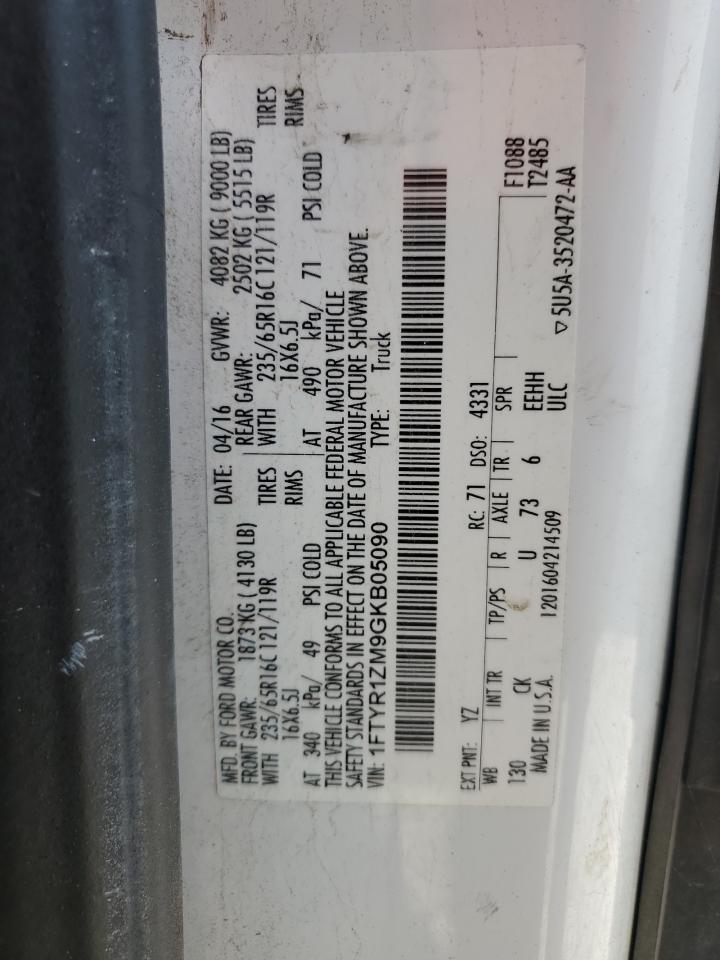 MFD. BY FORD MOTOR CO. DATE: 04/16 GVWR: 4082 KG ( 9000 LB)
FRONT GAWR: 1873 KG ( 4130 LB) REAR GAWR: 2502 KG ( 5515 LB)
WITH 235/65R16C 121/119R TIRES WITH 235/65R16C 121/119R TIRES
16X6.5J RIMS 16X6.5J RIMS
AT 340 kPa/ 49 PSI COLD AT 490 kPa/ 71 PSI COLD
THIS VEHICLE CONFORMS TO ALL APPLICABLE FEDERAL MOTOR VEHICLE
SAFETY STANDARDS IN EFFECT ON THE DATE OF MANUFACTURE SHOWN ABOVE.
VIN: 1FTYR1ZM9GKB05090 TYPE: Truck
EXT PNT: YZ RC: 71 DSO: 4331
WB INT TR TP/PS R AXLE TR SPR F1088
130 CK U 73 6 EEHH T2485
MADE IN U.S.A. 1201604214509 ULC ▽ 5U5A-3520472-AA